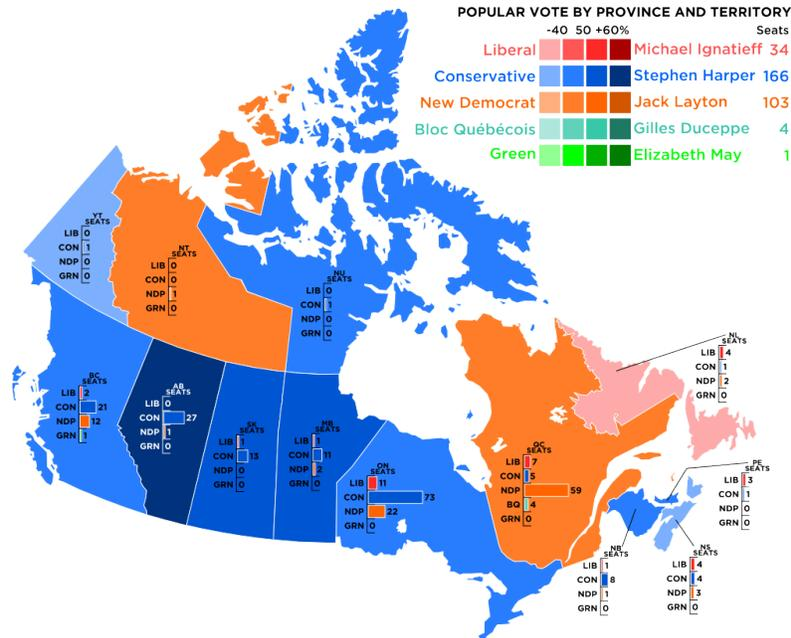 POPULAR VOTE BY PROVINCE AND TERRITORY
-40 50 +60% Seats
Liberal Michael Ignatieff 34
Conservative Stephen Harper 166
New Democrat Jack Layton 103
Bloc Québécois Gilles Duceppe 4
Green Elizabeth May 1
YT
SEATS
LIB 0
CON 1
NDP 0
GRN 0
NT
SEATS
LIB 0
CON 0
NDP 1
GRN 0
NU
SEATS
LIB 0
CON 1
NDP 0
GRN 0
NL
SEATS
LIB 4
CON 1
NDP 2
GRN 0
BC
SEATS
LIB 2
CON 21
NDP 12
GRN 1
AB
SEATS
LIB 0
CON 27
NDP 1
GRN 0
SK
SEATS
LIB 1
CON 13
NDP 0
GRN 0
MB
SEATS
LIB 1
CON 11
NDP 2
GRN 0
ON
SEATS
LIB 11
CON 73
NDP 22
GRN 0
QC
SEATS
LIB 7
CON 5
NDP 59
BQ 4
GRN 0
PE
SEATS
LIB 3
CON 1
NDP 0
GRN 0
NB
SEATS
LIB 1
CON 8
NDP 1
GRN 0
NS
SEATS
LIB 4
CON 4
NDP 3
GRN 0